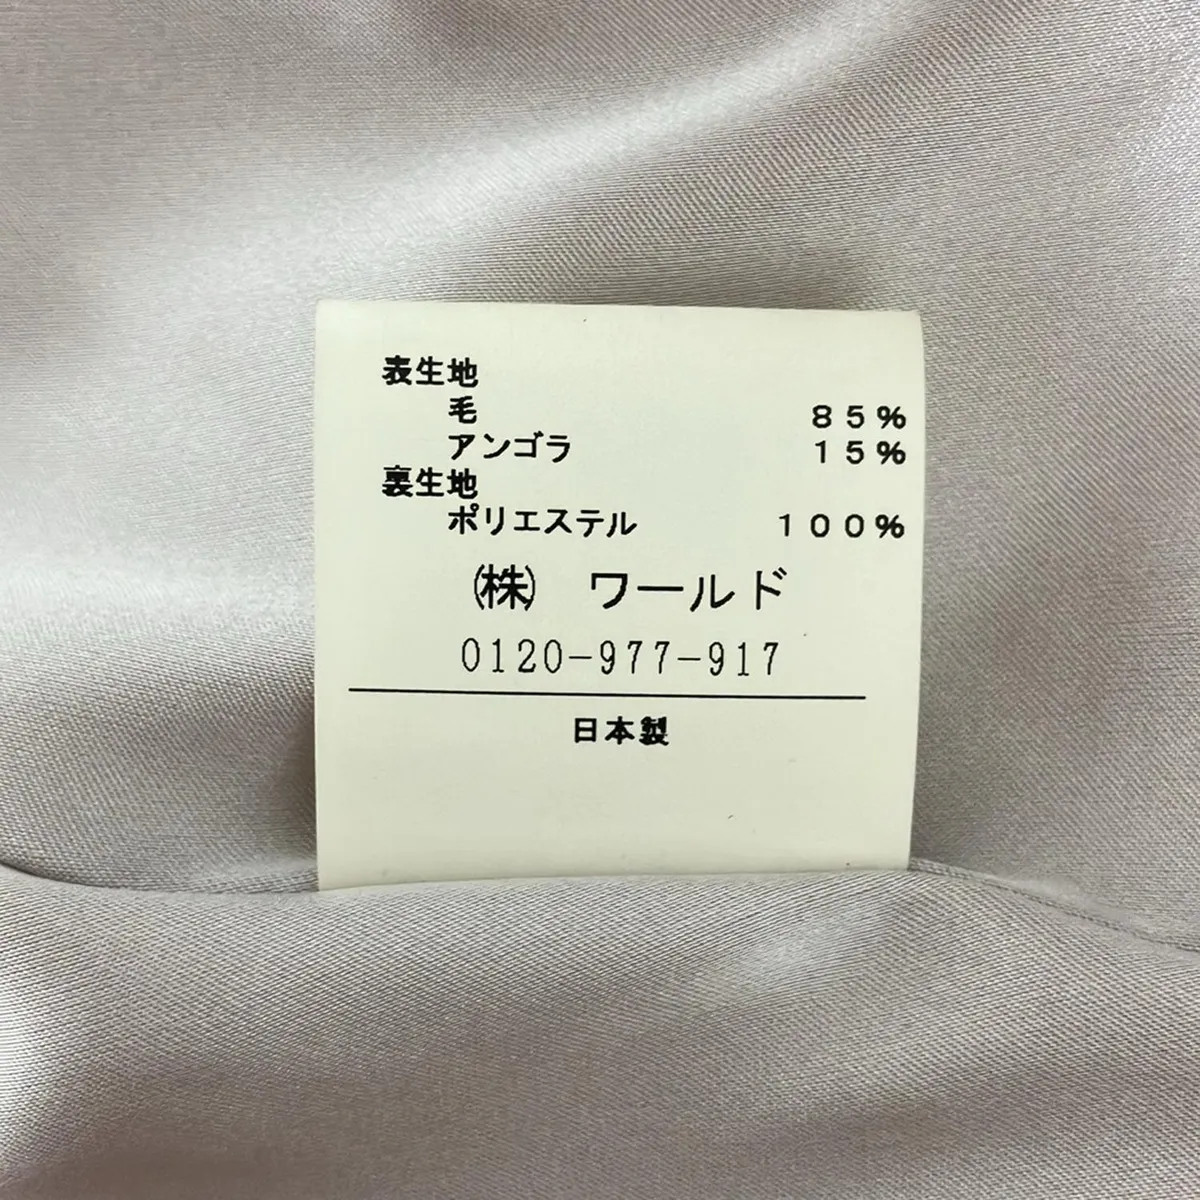 表生地
毛 85%
アンゴラ 15%
裏生地
ポリエステル 100%
(株) ワールド
0120-977-917
日本製